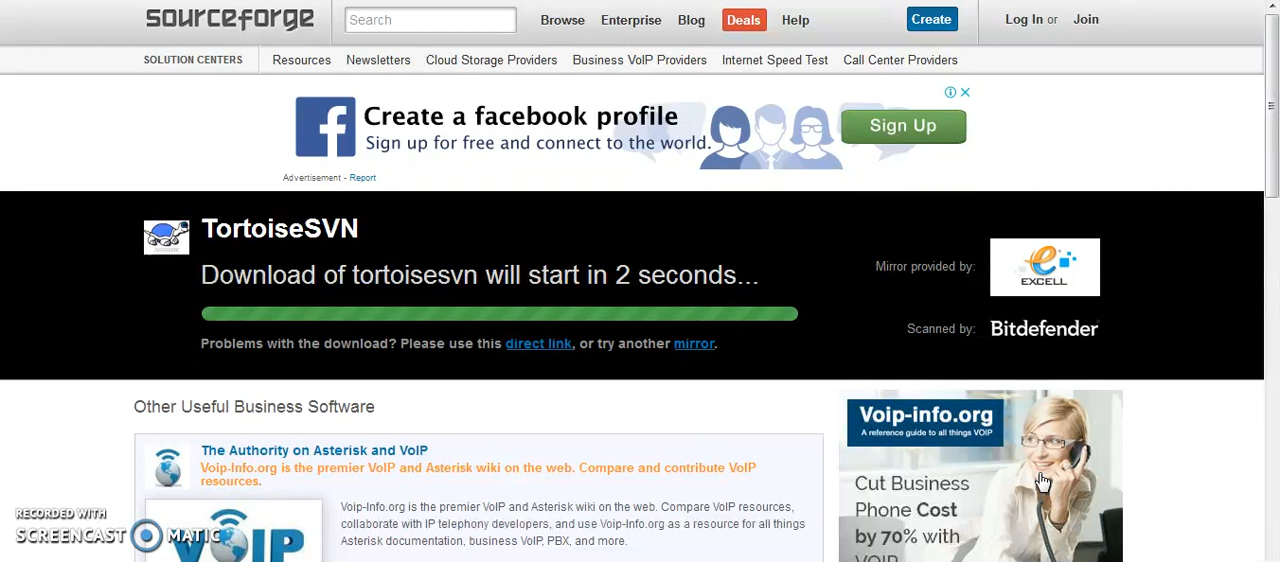 sourceforge
Search
Browse Enterprise Blog Deals Help Create Log In or Join
SOLUTION CENTERS Resources Newsletters Cloud Storage Providers Business VoIP Providers Internet Speed Test Call Center Providers
Create a facebook profile
Sign up for free and connect to the world.
Sign Up
Advertisement - Report
TortoiseSVN
Download of tortoisesvn will start in 2 seconds...
Problems with the download? Please use this direct link, or try another mirror.
Mirror provided by:
EXCELL
Scanned by: Bitdefender
Other Useful Business Software
The Authority on Asterisk and VoIP
Voip-Info.org is the premier VoIP and Asterisk wiki on the web. Compare and contribute VoIP
resources.
Voip-Info.org is the premier VoIP and Asterisk wiki on the web. Compare VoIP resources,
collaborate with IP telephony developers, and use Voip-Info.org as a resource for all things
Asterisk documentation, business VoIP, PBX, and more.
VOIP
Voip-info.org
A reference guide to all things VOIP
Cut Business
Phone Cost
by 70% with
VOIP
RECORDED WITH
SCREENCAST MATIC